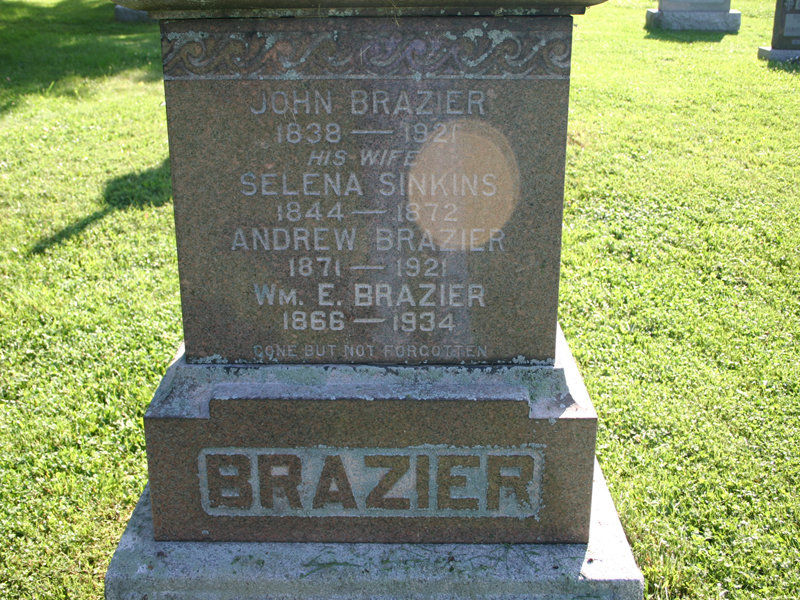 JOHN BRAZIER
1838 — 1921
HIS WIFE
SELENA SINKINS
1844 — 1872
ANDREW BRAZIER
1871 — 1921
WM. E. BRAZIER
1866 — 1934
GONE BUT NOT FORGOTTEN
BRAZIER